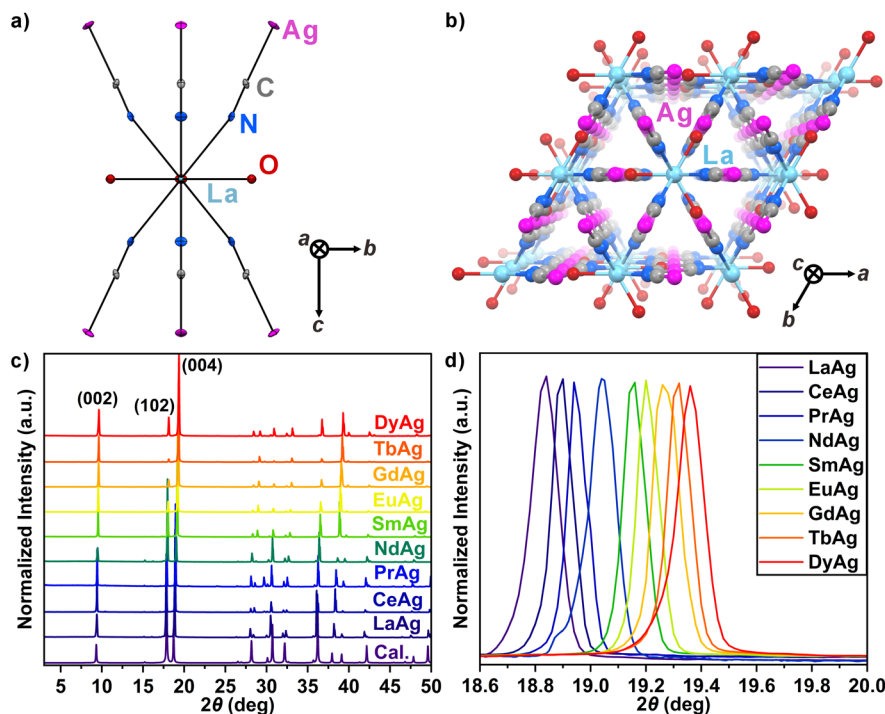 a)
Ag
C
N
O
La
a
b
c
b)
Ag
La
c
a
b
c)
(002)
(102)
(004)
DyAg
TbAg
GdAg
EuAg
SmAg
NdAg
PrAg
CeAg
LaAg
Cal.
Normalized Intensity (a.u.)
5 10 15 20 25 30 35 40 45 50
2θ (deg)
d)
LaAg
CeAg
PrAg
NdAg
SmAg
EuAg
GdAg
TbAg
DyAg
Normalized Intensity (a.u.)
18.6 18.8 19.0 19.2 19.4 19.6 19.8 20.0
2θ (deg)